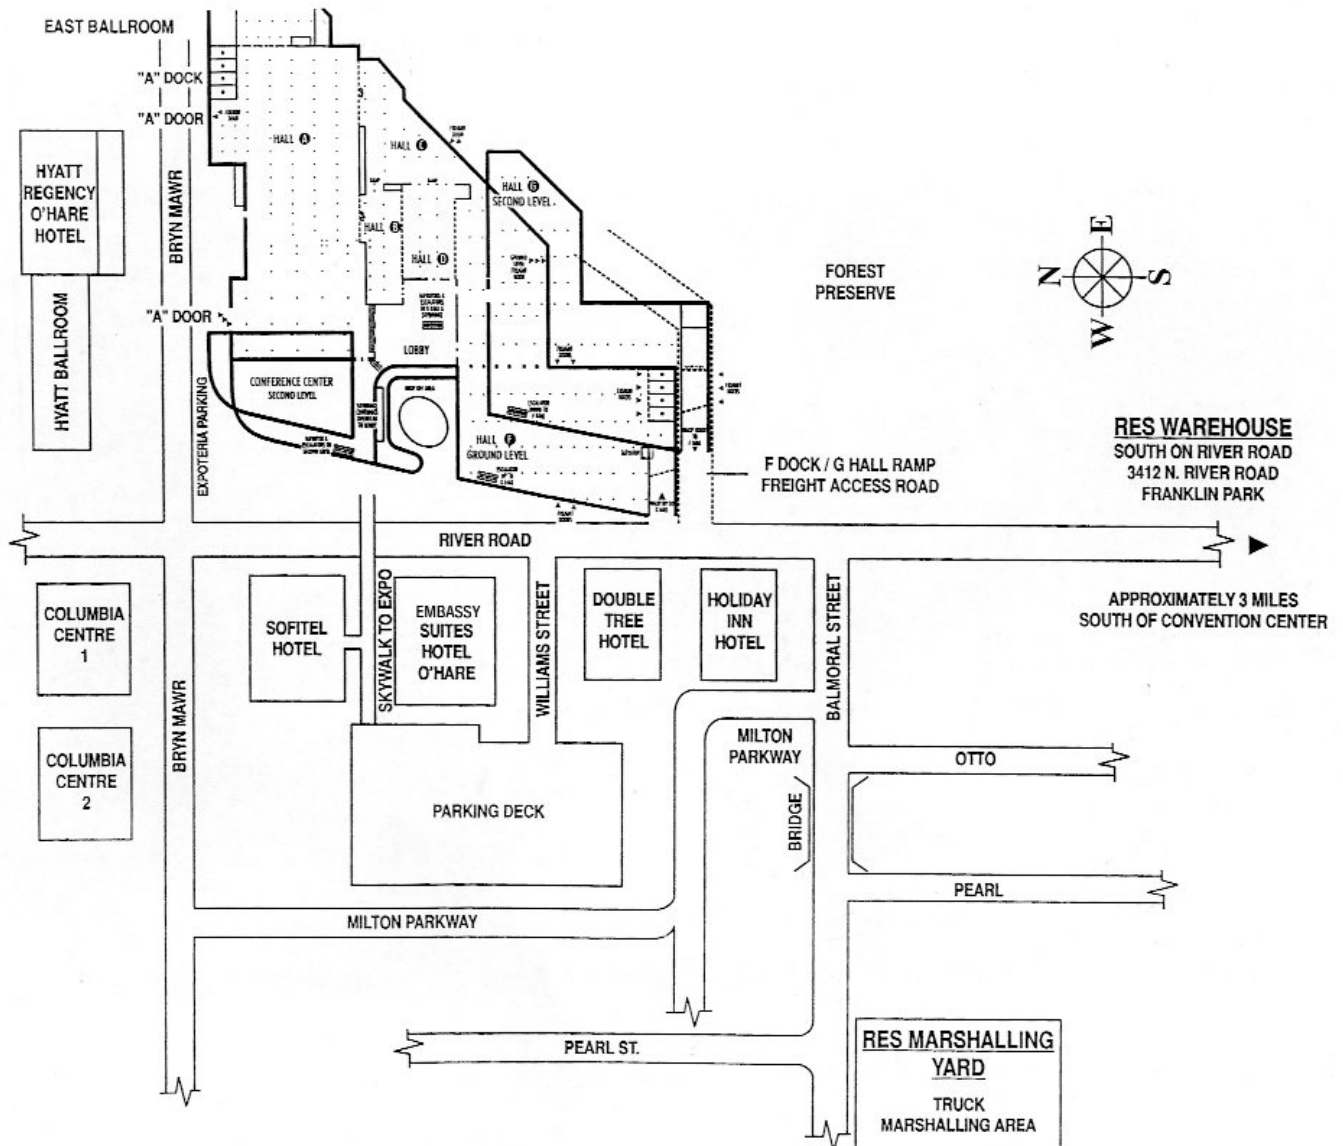 EAST BALLROOM
"A" DOCK
"A" DOOR
HALL A
HALL C
HALL G
SECOND LEVEL
HALL B
HALL D
HYATT
REGENCY
O'HARE
HOTEL
BRYN MAWR
HYATT BALLROOM
"A" DOOR
LOBBY
CONFERENCE CENTER
SECOND LEVEL
EXPOTERIA PARKING
HALL F
GROUND LEVEL
FOREST
PRESERVE
E
N
S
W
F DOCK / G HALL RAMP
FREIGHT ACCESS ROAD
RES WAREHOUSE
SOUTH ON RIVER ROAD
3412 N. RIVER ROAD
FRANKLIN PARK
RIVER ROAD
APPROXIMATELY 3 MILES
SOUTH OF CONVENTION CENTER
COLUMBIA
CENTRE
1
SOFITEL
HOTEL
SKYWALK TO EXPO
EMBASSY
SUITES
HOTEL
O'HARE
WILLIAMS STREET
DOUBLE
TREE
HOTEL
HOLIDAY
INN
HOTEL
BALMORAL STREET
BRYN MAWR
COLUMBIA
CENTRE
2
PARKING DECK
MILTON
PARKWAY
OTTO
BRIDGE
PEARL
MILTON PARKWAY
PEARL ST.
RES MARSHALLING
YARD
TRUCK
MARSHALLING AREA